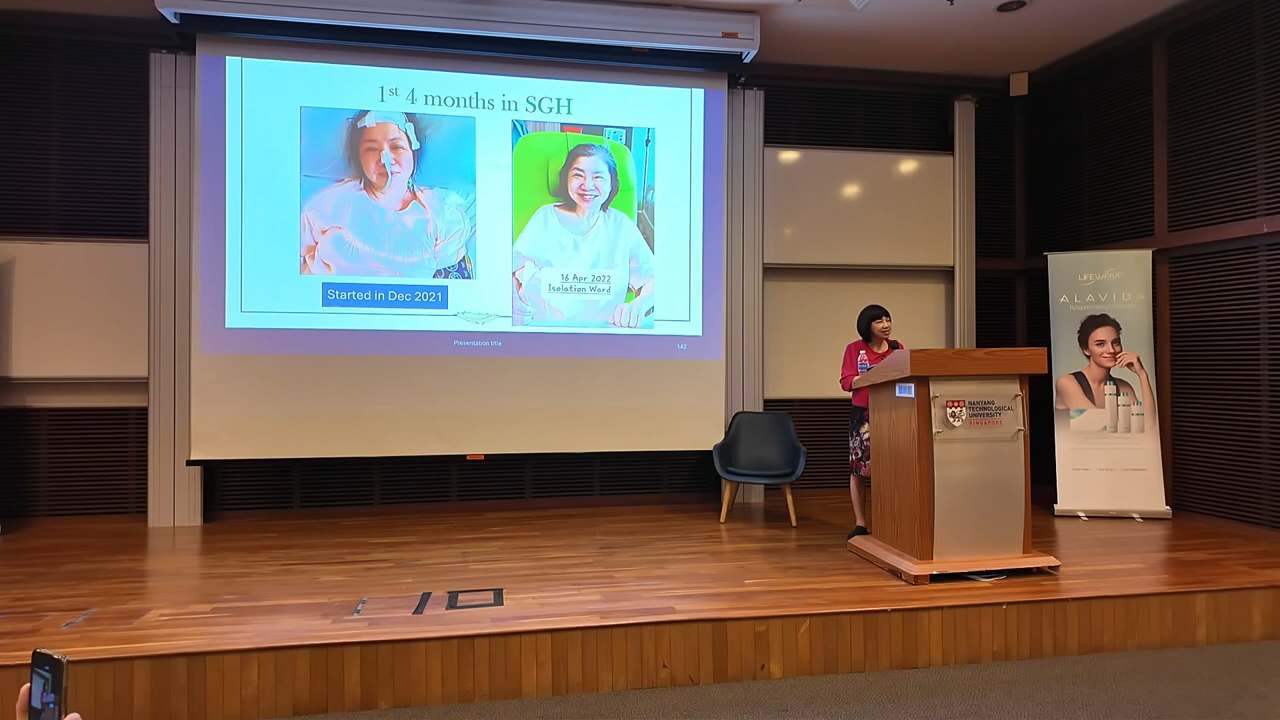 1st 4 months in SGH
16 Apr 2022
Isolation Ward
Started in Dec 2021
Presentation title
142
NANYANG
TECHNOLOGICAL
UNIVERSITY
SINGAPORE
LIFEWAVE
ALAVIDA